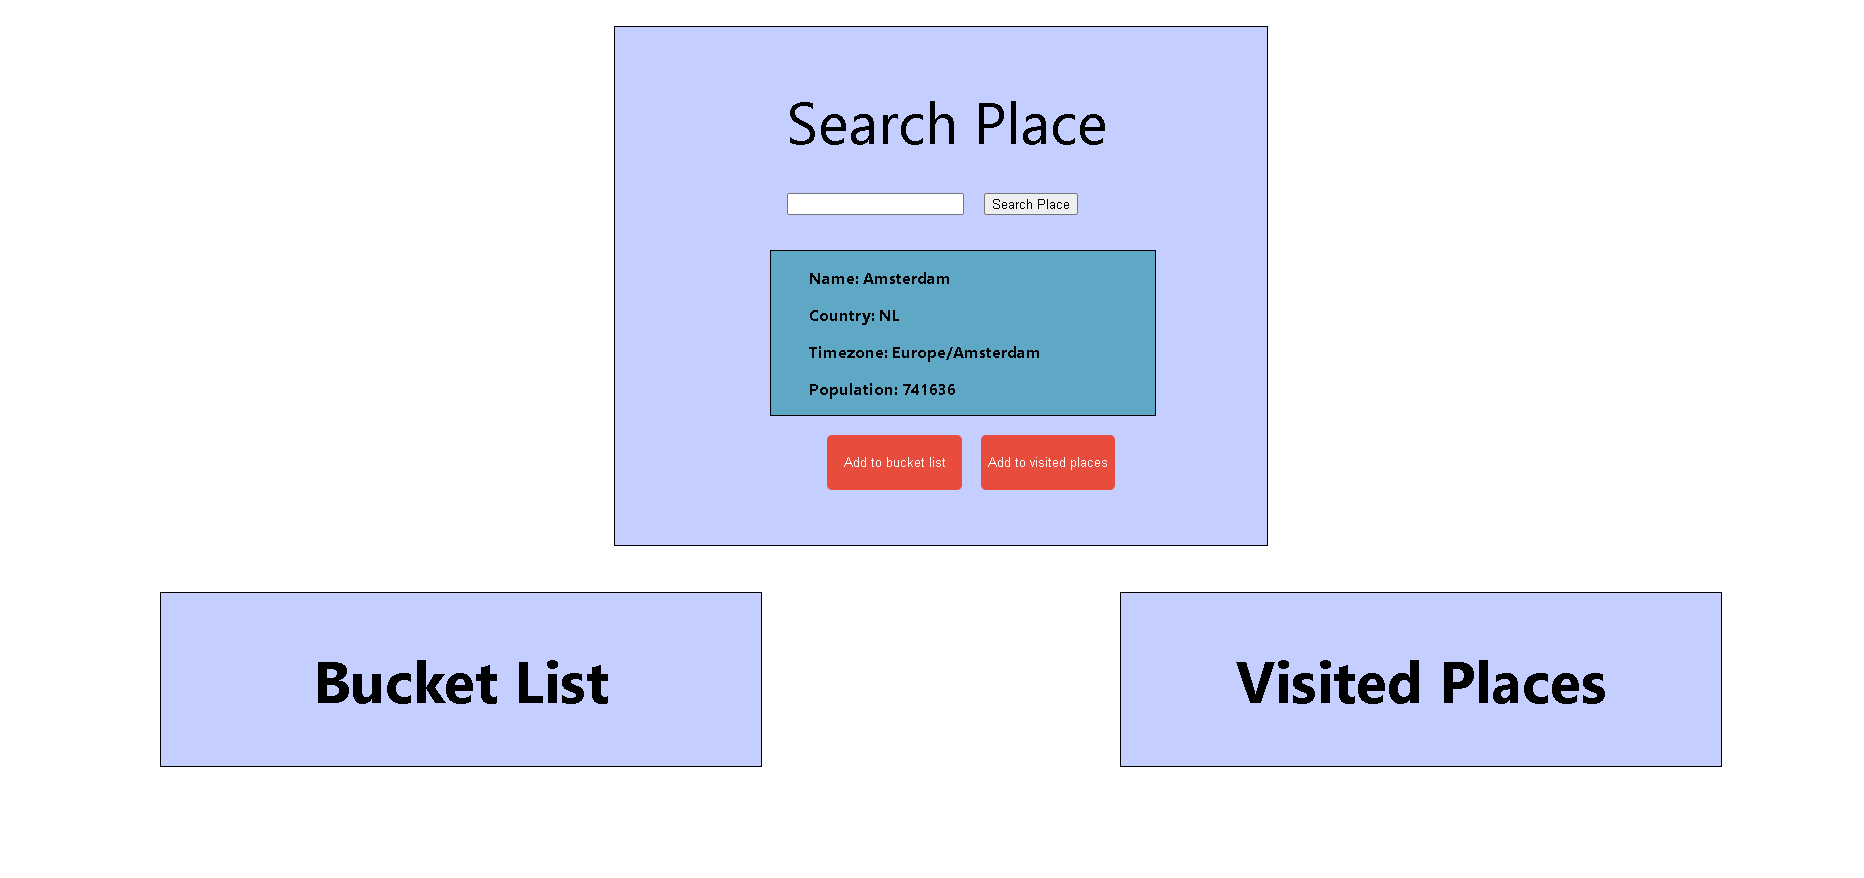 Search Place
Search Place
Name: Amsterdam
Country: NL
Timezone: Europe/Amsterdam
Population: 741636
Add to bucket list
Add to visited places
Bucket List
Visited Places